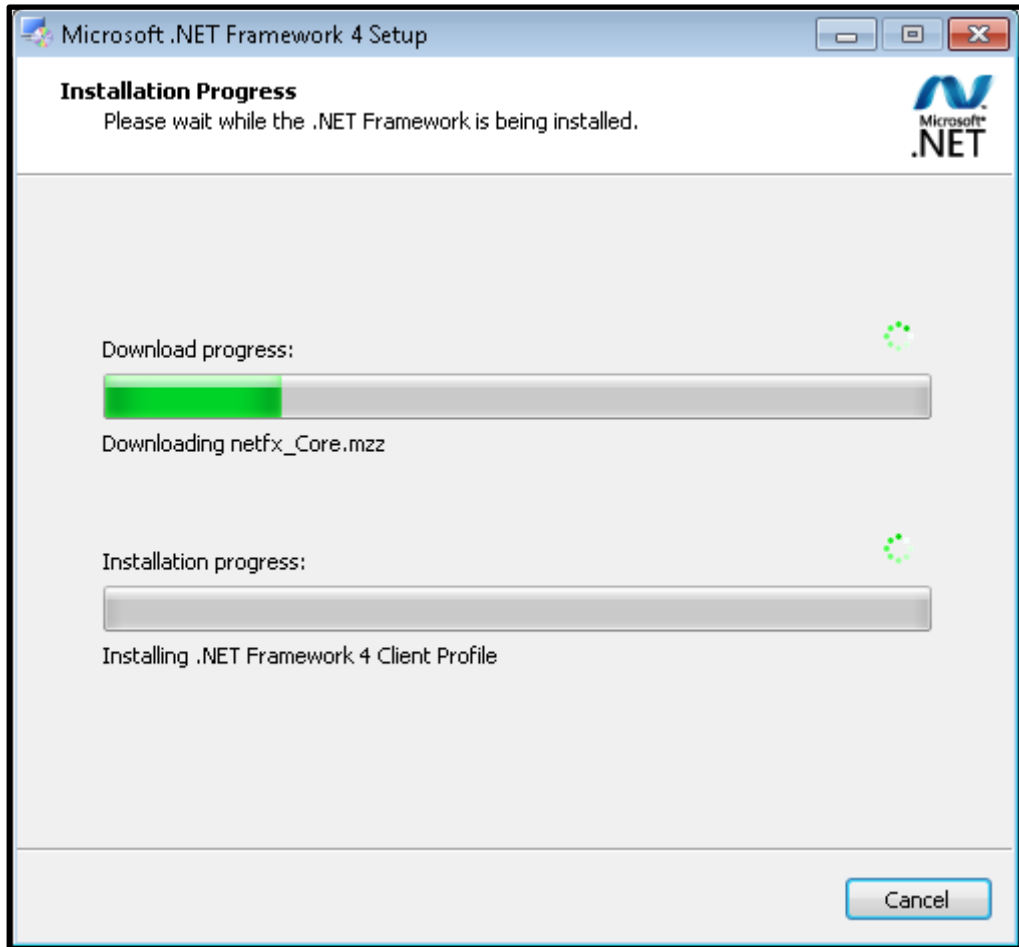 Microsoft .NET Framework 4 Setup
Installation Progress
Please wait while the .NET Framework is being installed.
Microsoft®
.NET
Download progress:
Downloading netfx_Core.mzz
Installation progress:
Installing .NET Framework 4 Client Profile
Cancel